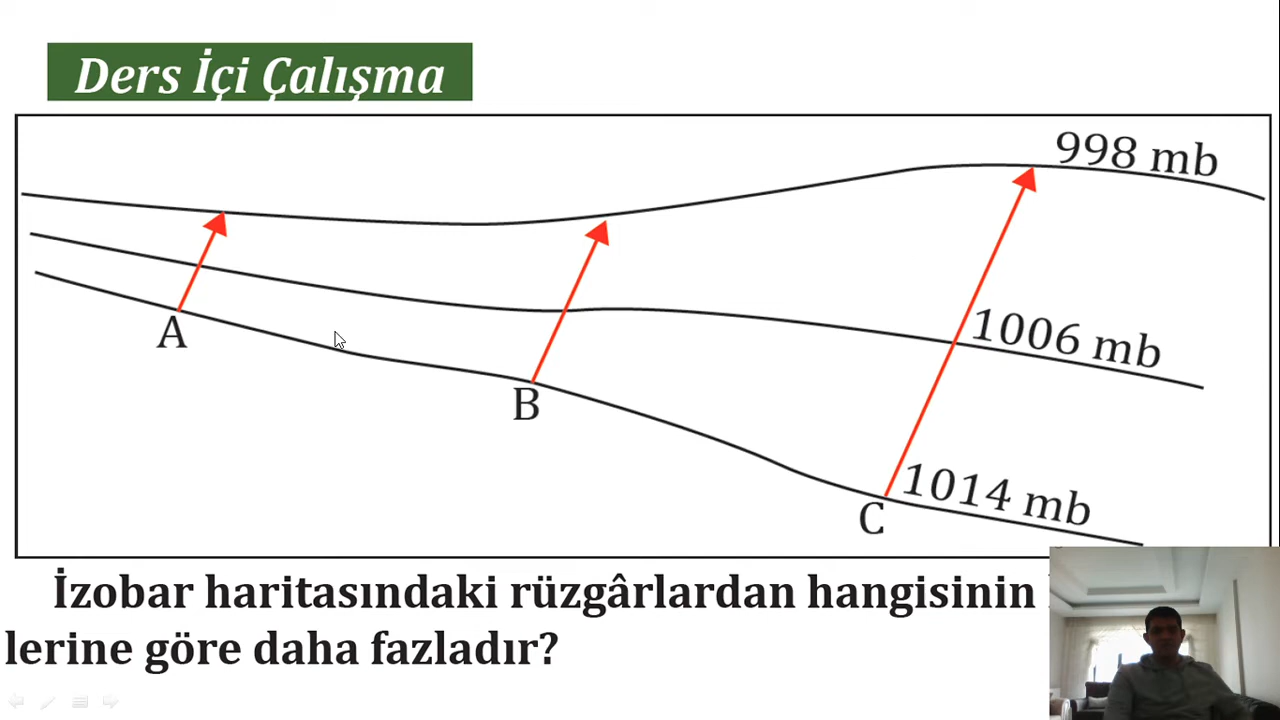 Ders İçi Çalışma
998 mb
A
1006 mb
B
1014 mb
C
İzobar haritasındaki rüzgârlardan hangisinin
lerine göre daha fazladır?